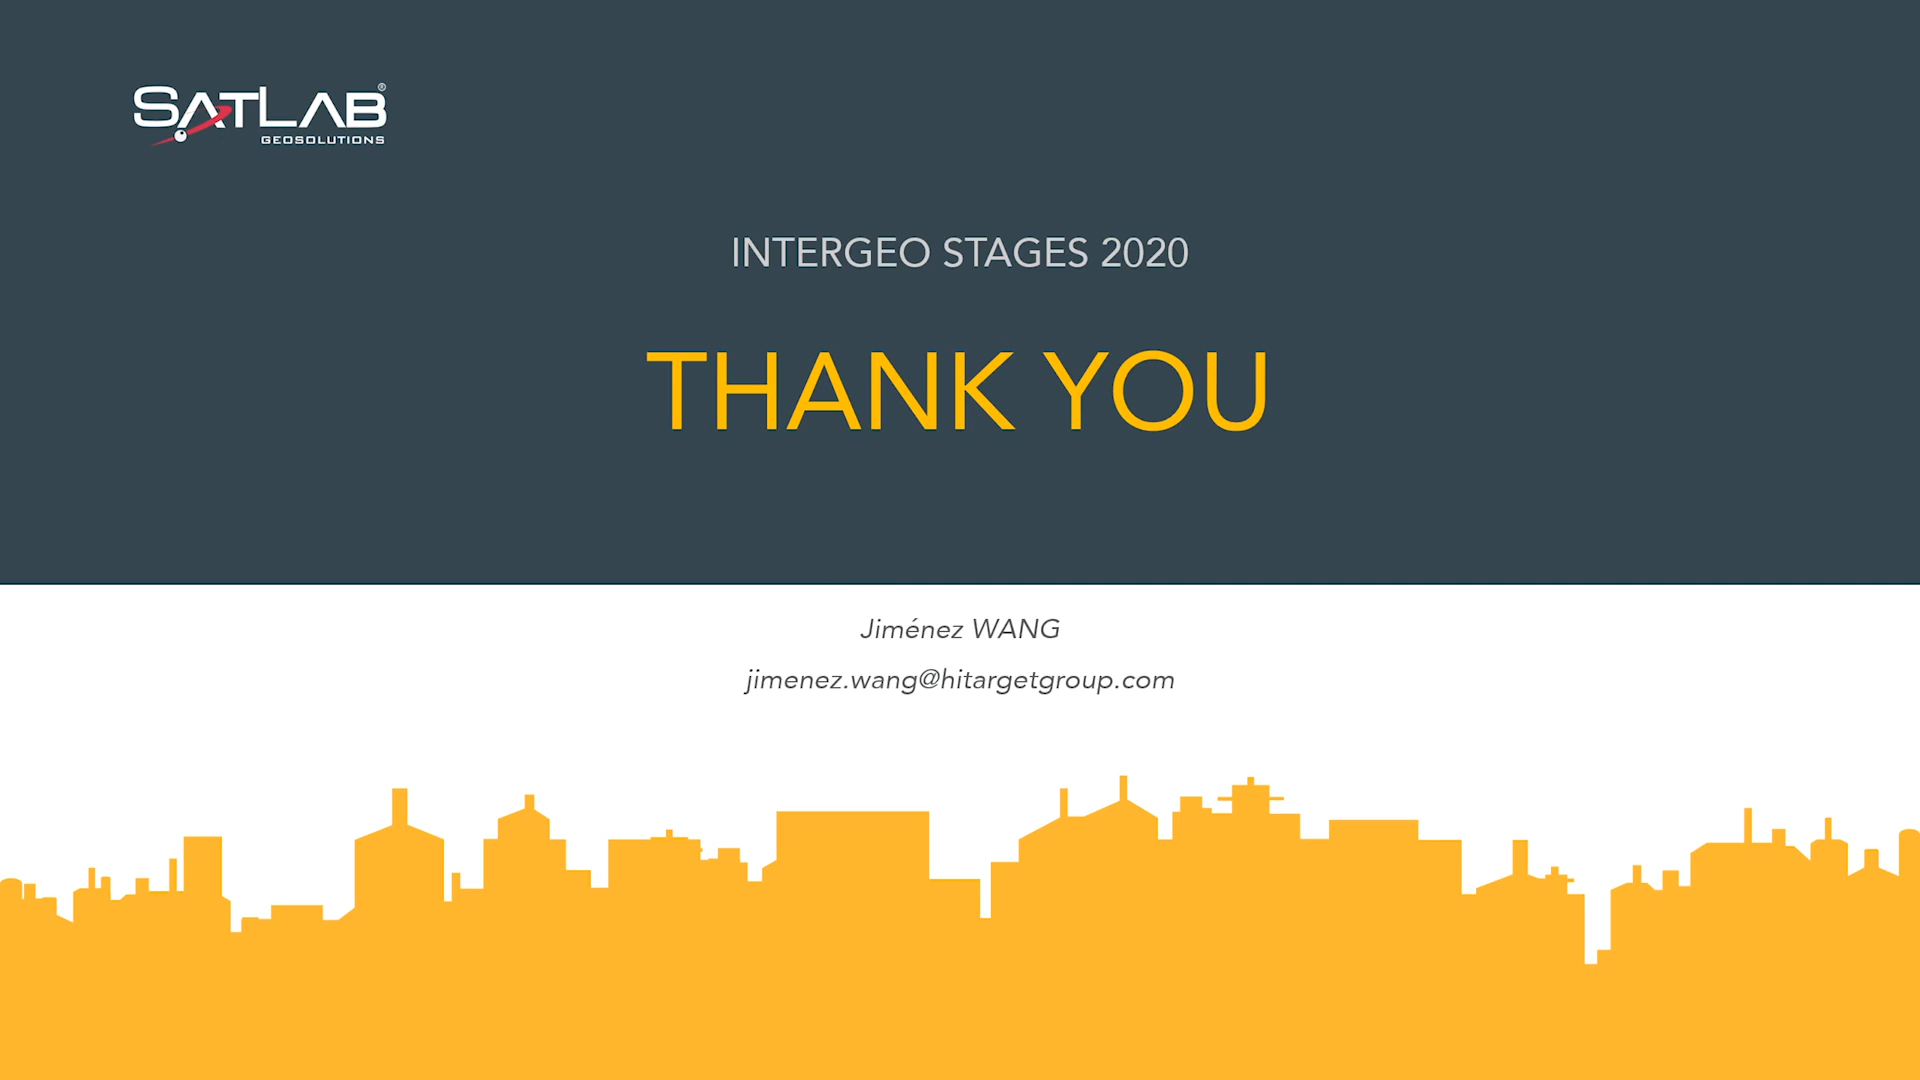 SATLAB®
GEOSOLUTIONS
INTERGEO STAGES 2020
THANK YOU
Jiménez WANG
jimenez.wang@hitargetgroup.com